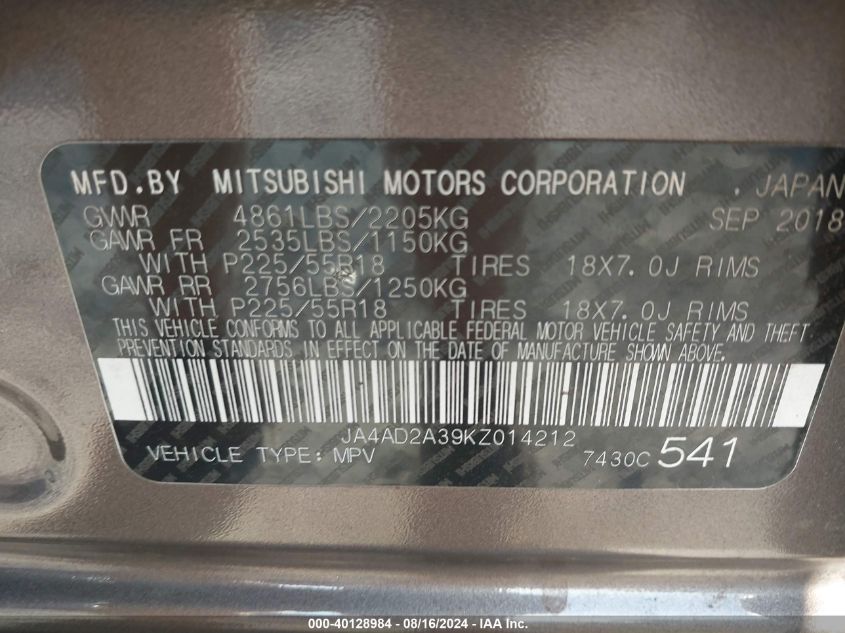 MFD.BY MITSUBISHI MOTORS CORPORATION . JAPAN
GVWR 4861LBS/2205KG SEP 2018
GAWR FR 2535LBS/1150KG
WITH P225/55R18 TIRES 18X7.0J RIMS
GAWR RR 2756LBS/1250KG
WITH P225/55R18 TIRES 18X7.0J RIMS
THIS VEHICLE CONFORMS TO ALL APPLICABLE FEDERAL MOTOR VEHICLE SAFETY AND THEFT
PREVENTION STANDARDS IN EFFECT ON THE DATE OF MANUFACTURE SHOWN ABOVE.
JA4AD2A39KZ014212
VEHICLE TYPE: MPV 7430C 541
000-40128984 - 08/16/2024 - IAA Inc.